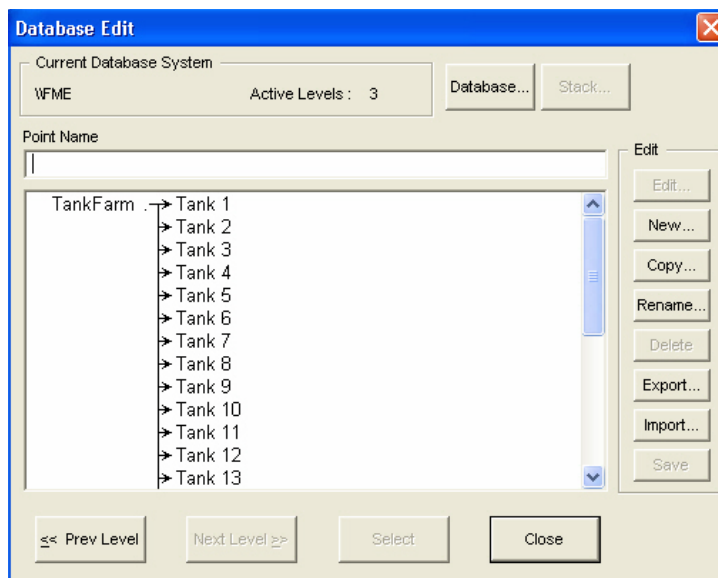 Database Edit
Current Database System
\\FME Active Levels : 3
Database...
Stack...
Point Name
Edit
TankFarm . Tank 1
Tank 2
Tank 3
Tank 4
Tank 5
Tank 6
Tank 7
Tank 8
Tank 9
Tank 10
Tank 11
Tank 12
Tank 13
Edit...
New...
Copy...
Rename...
Delete
Export...
Import...
Save
<< Prev Level
Next Level >>
Select
Close